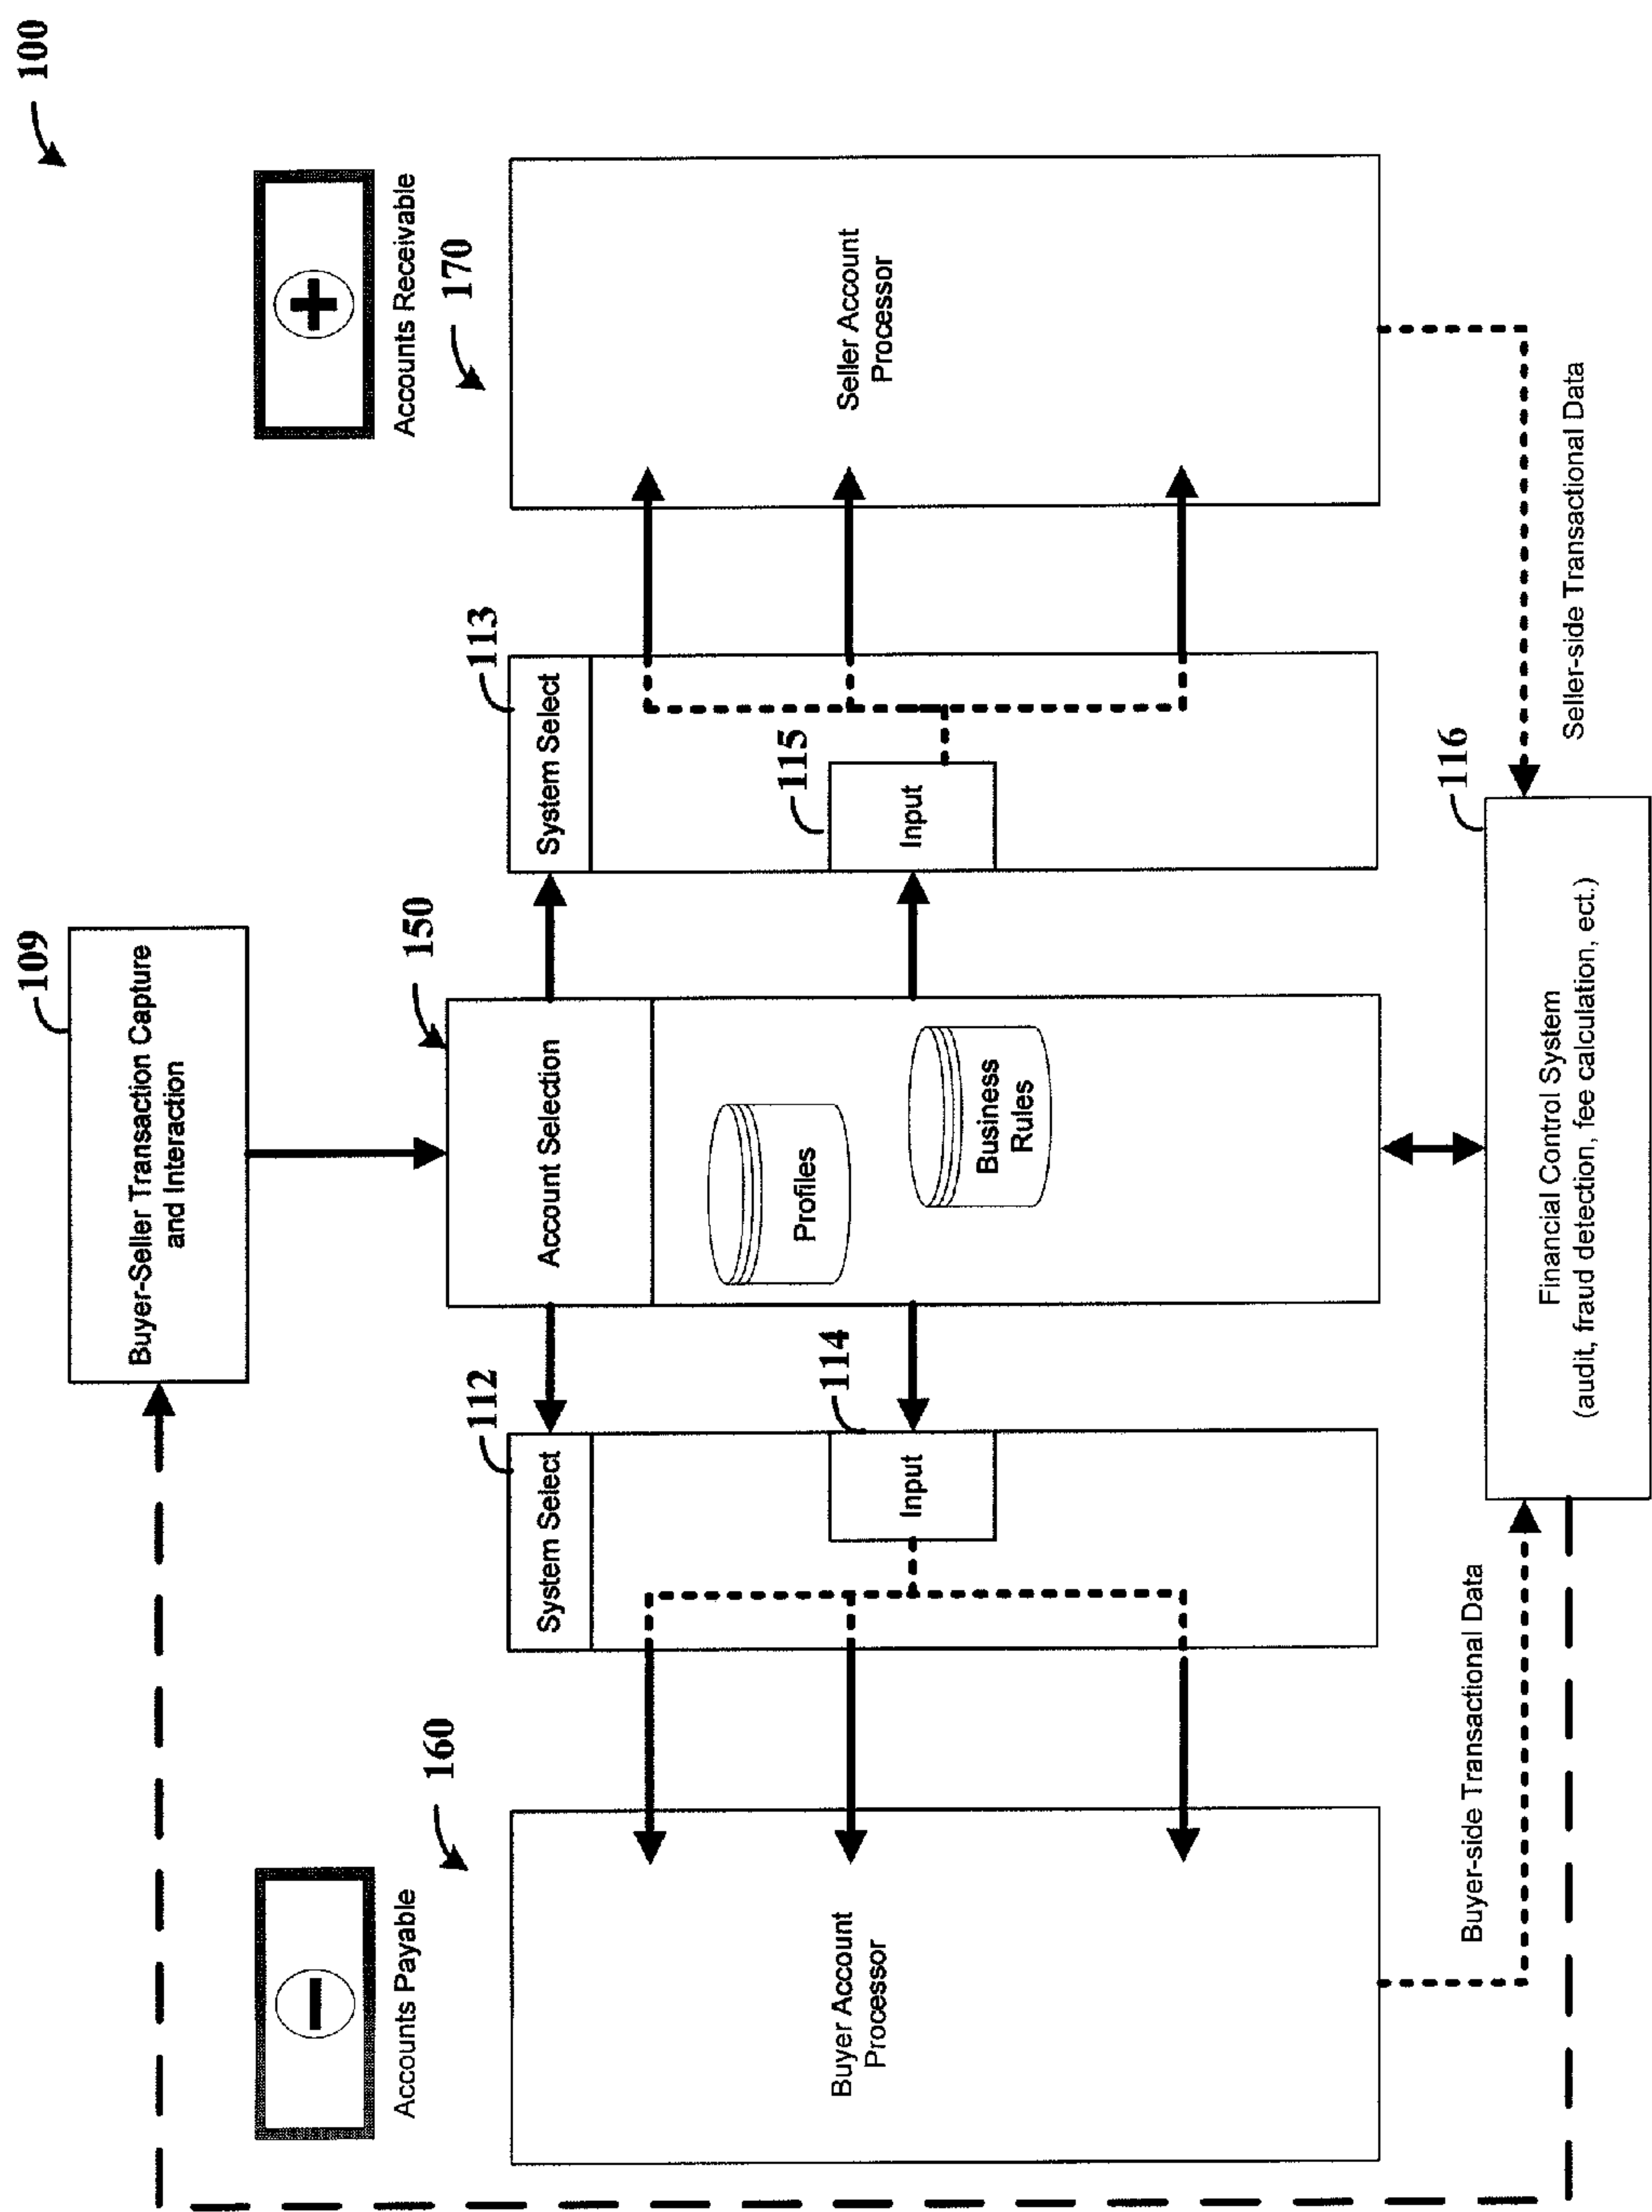 100
109
Buyer-Seller Transaction Capture
and Interaction
Accounts Payable
Accounts Receivable
160
112
150
113
170
System Select
Account Selection
System Select
Profiles
Business
Rules
114
Input
115
Input
Buyer Account
Processor
Seller Account
Processor
Buyer-side Transactional Data
116
Seller-side Transactional Data
Financial Control System
(audit, fraud detection, fee calculation, ect.)